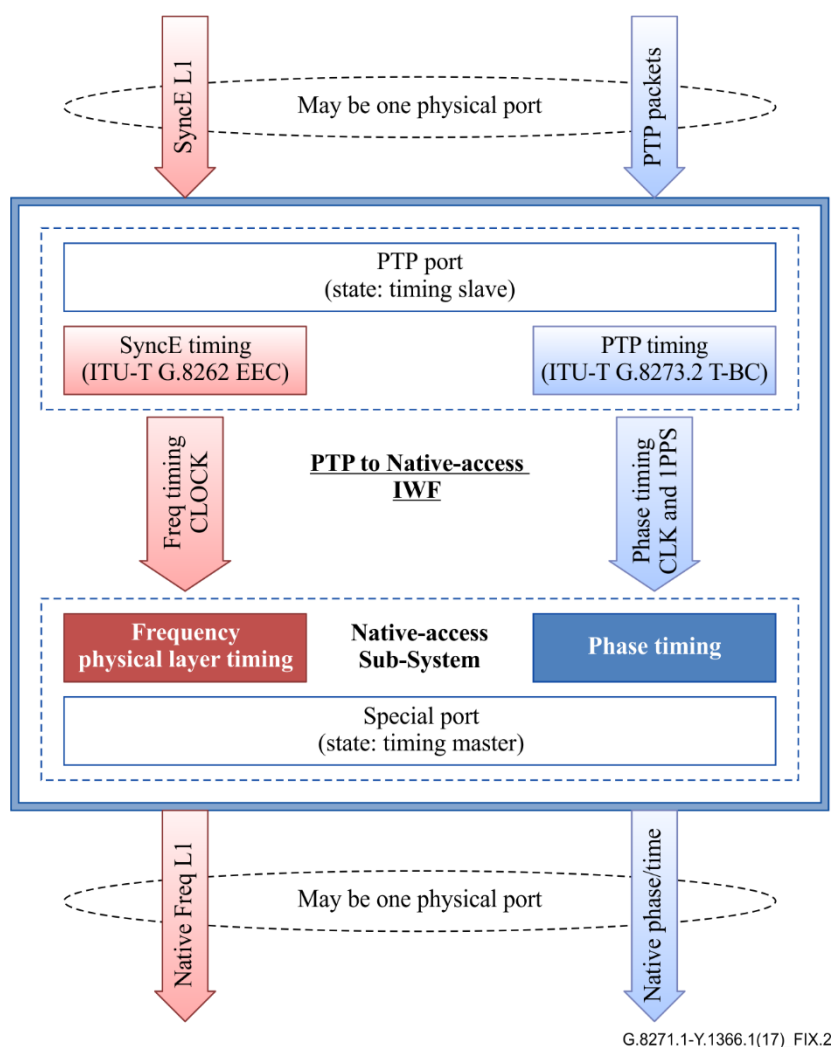 SyncE L1
May be one physical port
PTP packets
PTP port
(state: timing slave)
SyncE timing
(ITU-T G.8262 EEC)
PTP timing
(ITU-T G.8273.2 T-BC)
Freq timing
CLOCK
PTP to Native-access
IWF
Phase timing
CLK and 1PPS
Frequency
physical layer timing
Native-access
Sub-System
Phase timing
Special port
(state: timing master)
Native Freq L1
May be one physical port
Native phase/time
G.8271.1-Y.1366.1(17)_FIX.2